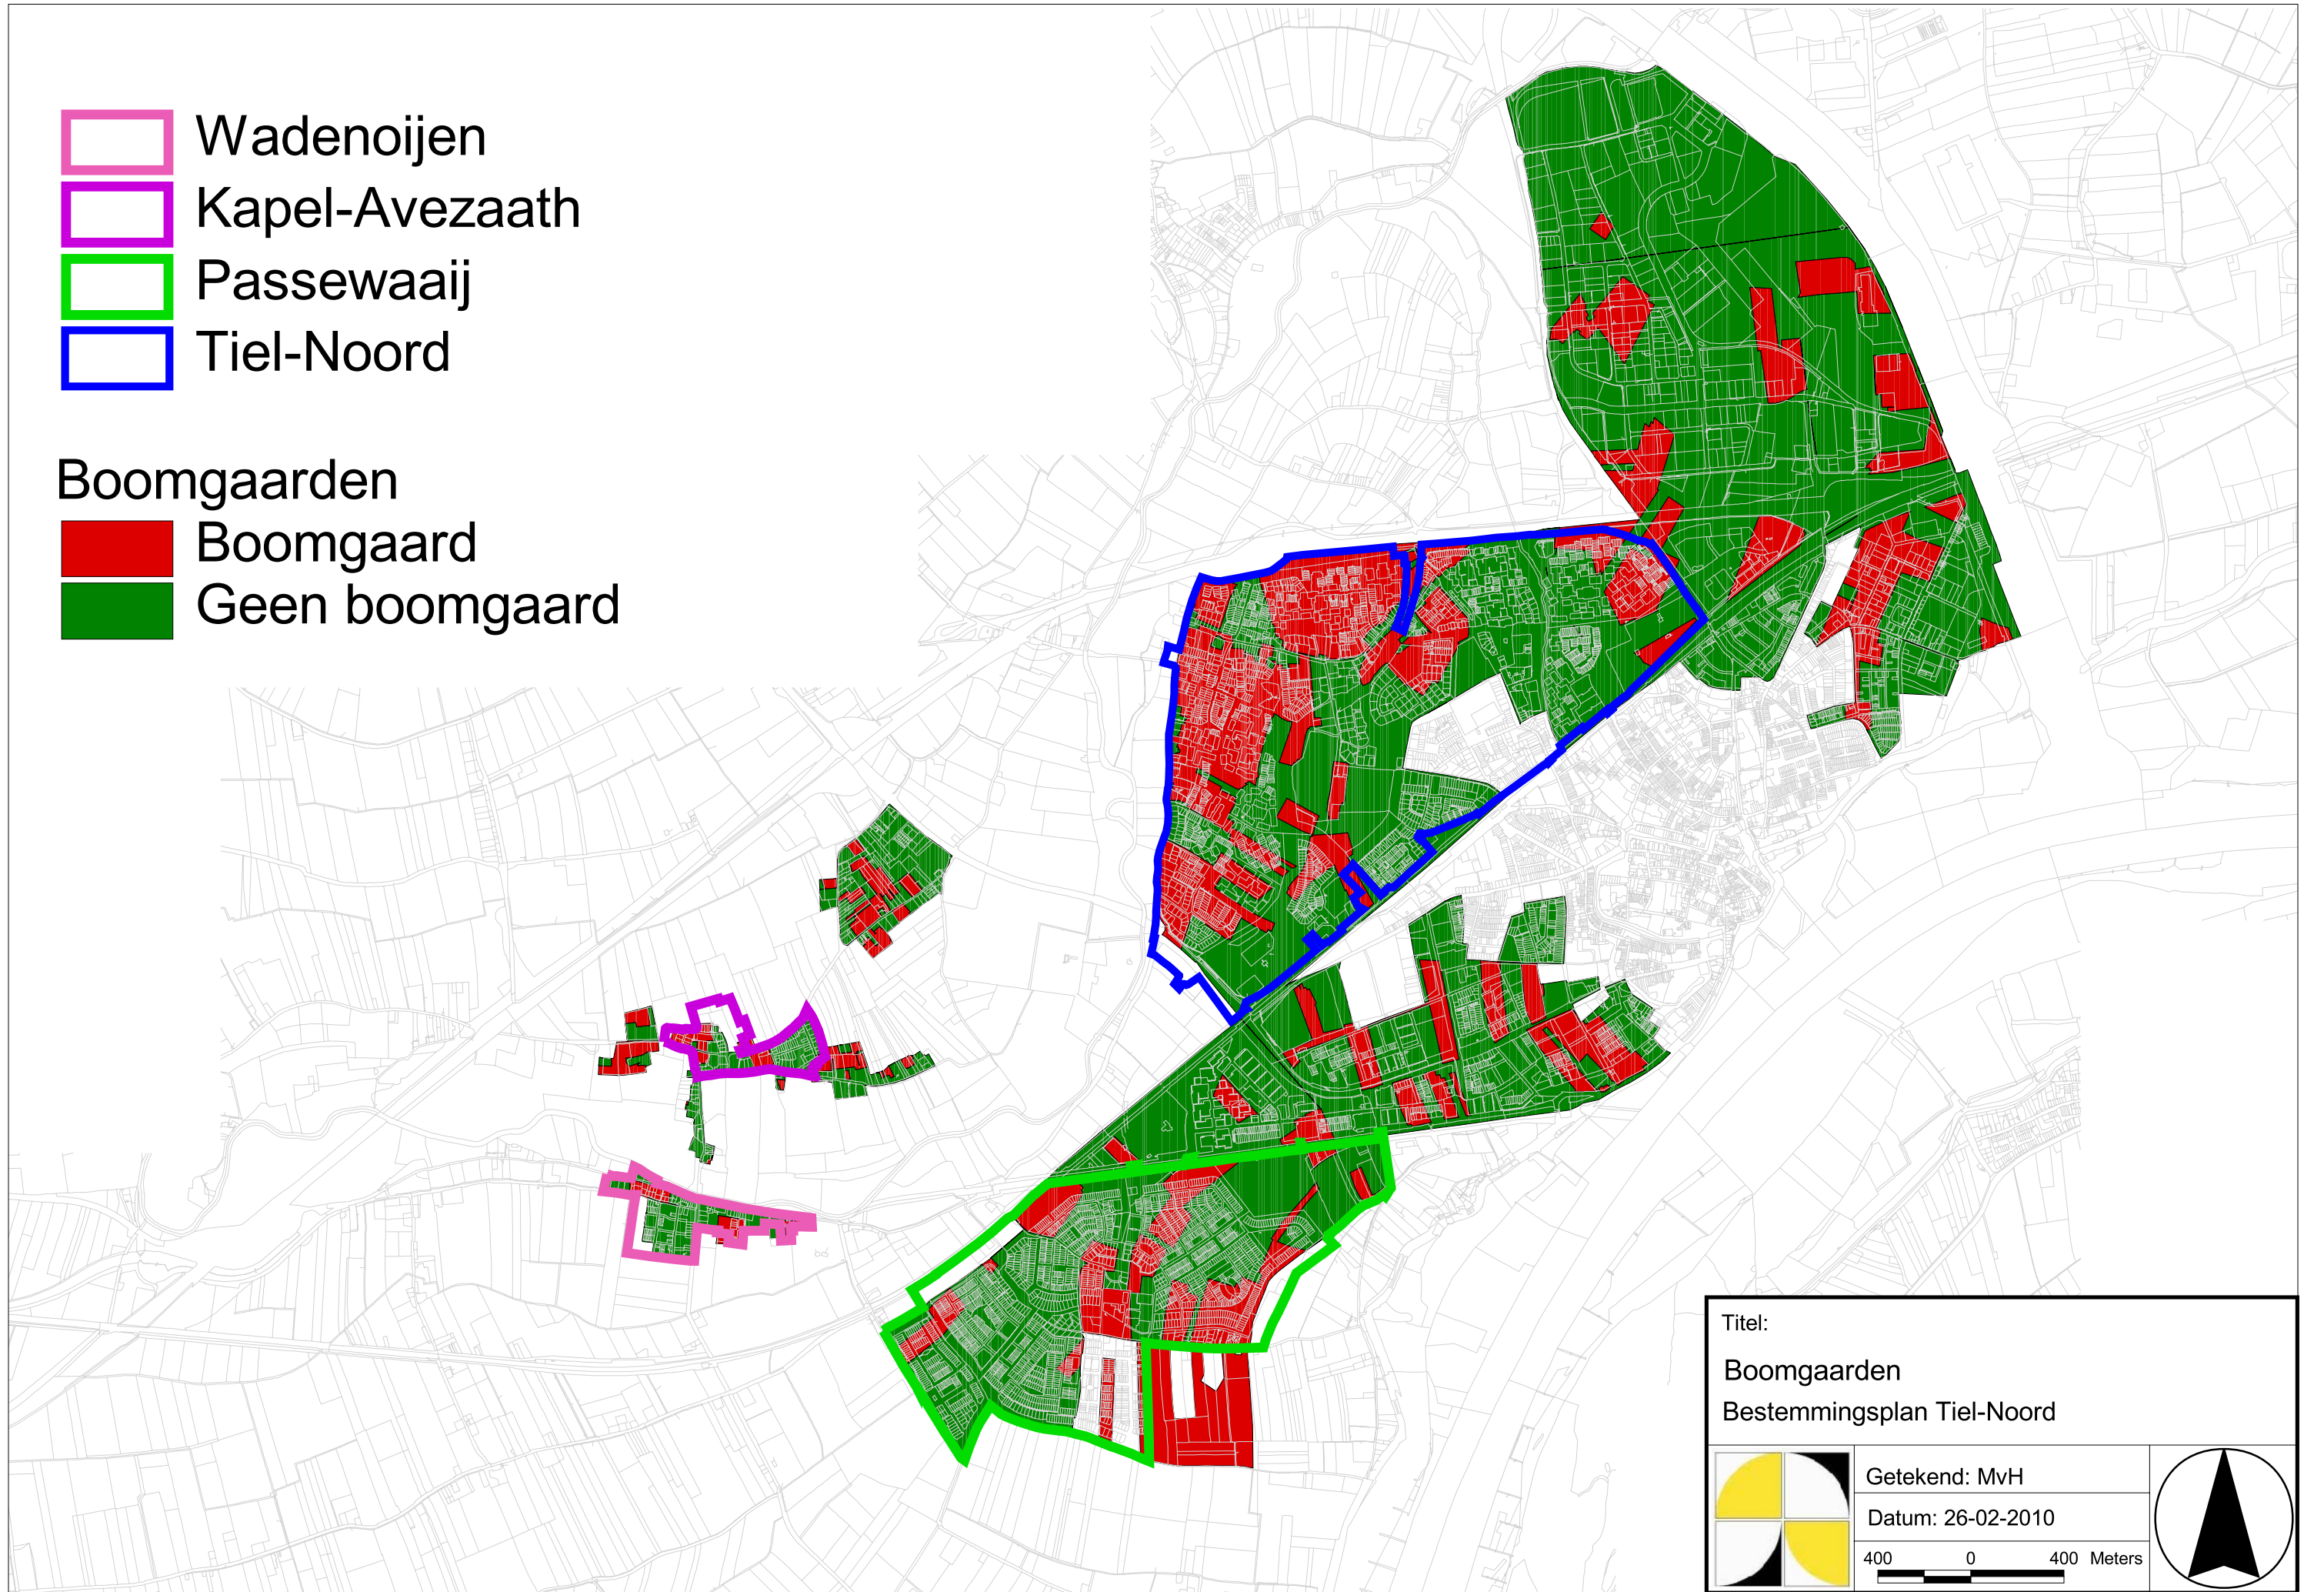 Wadenoijen
Kapel-Avezaath
Passewaaij
Tiel-Noord
Boomgaarden
Boomgaard
Geen boomgaard
Titel:
Boomgaarden
Bestemmingsplan Tiel-Noord
Getekend: MvH
Datum: 26-02-2010
400 0 400 Meters